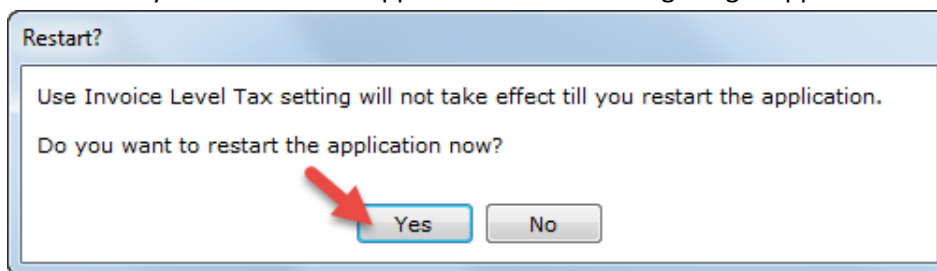 Restart?
Use Invoice Level Tax setting will not take effect till you restart the application.
Do you want to restart the application now?
Yes No